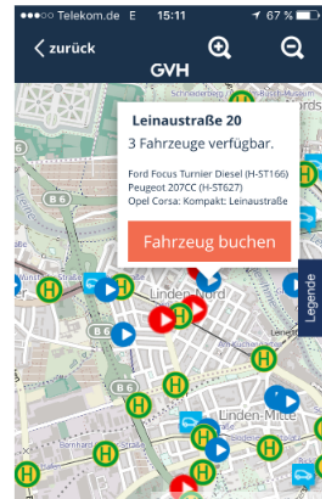 Telekom.de E 15:11 67 %
zurück
GVH
Leinaustraße 20
3 Fahrzeuge verfügbar.
Ford Focus Turnier Diesel (H-ST166)
Peugeot 207CC (H-ST627)
Opel Corsa: Kompakt: Leinaustraße
Fahrzeug buchen
Legende
B 6
Linden-Nord
B 6
B 6
Linden-Mitte